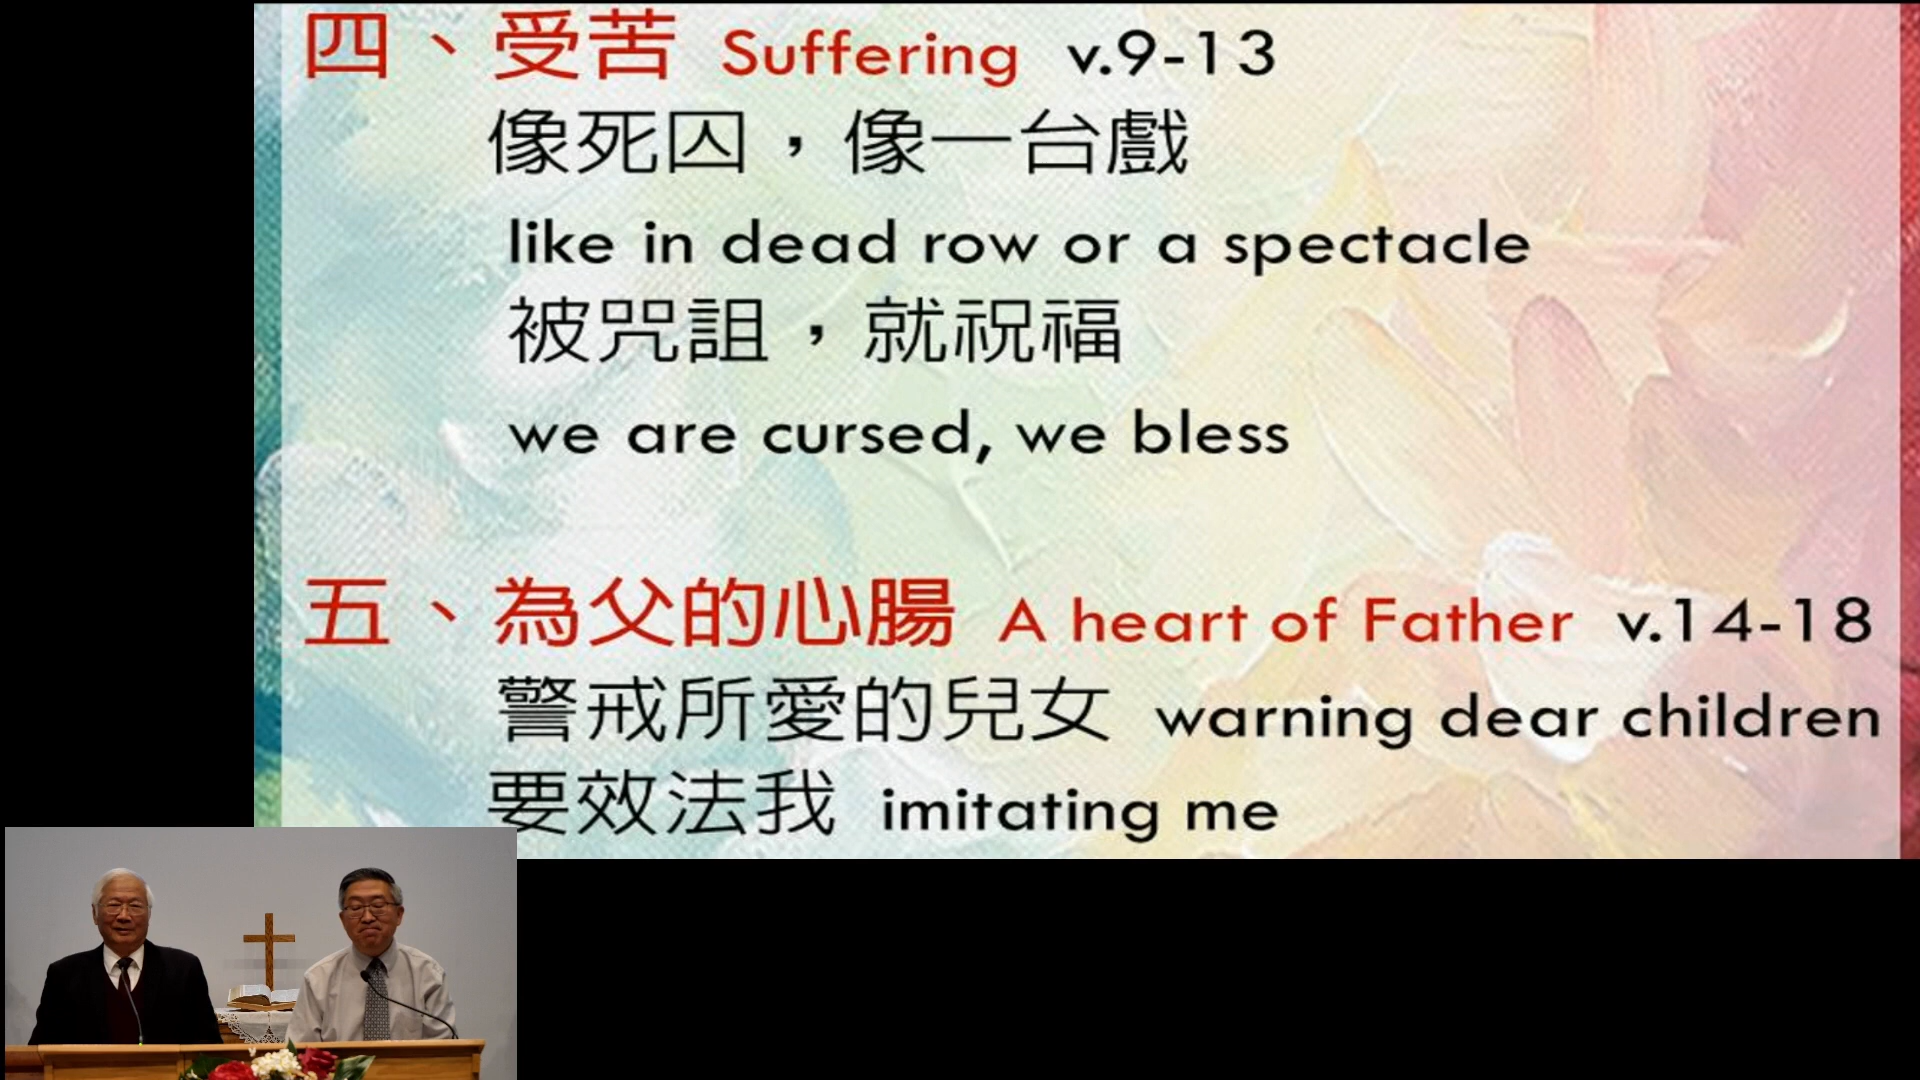 四、受苦 Suffering v.9-13
像死囚，像一台戲
like in dead row or a spectacle
被咒詛，就祝福
we are cursed, we bless
五、為父的心腸 A heart of Father v.14-18
警戒所愛的兒女 warning dear children
要效法我 imitating me